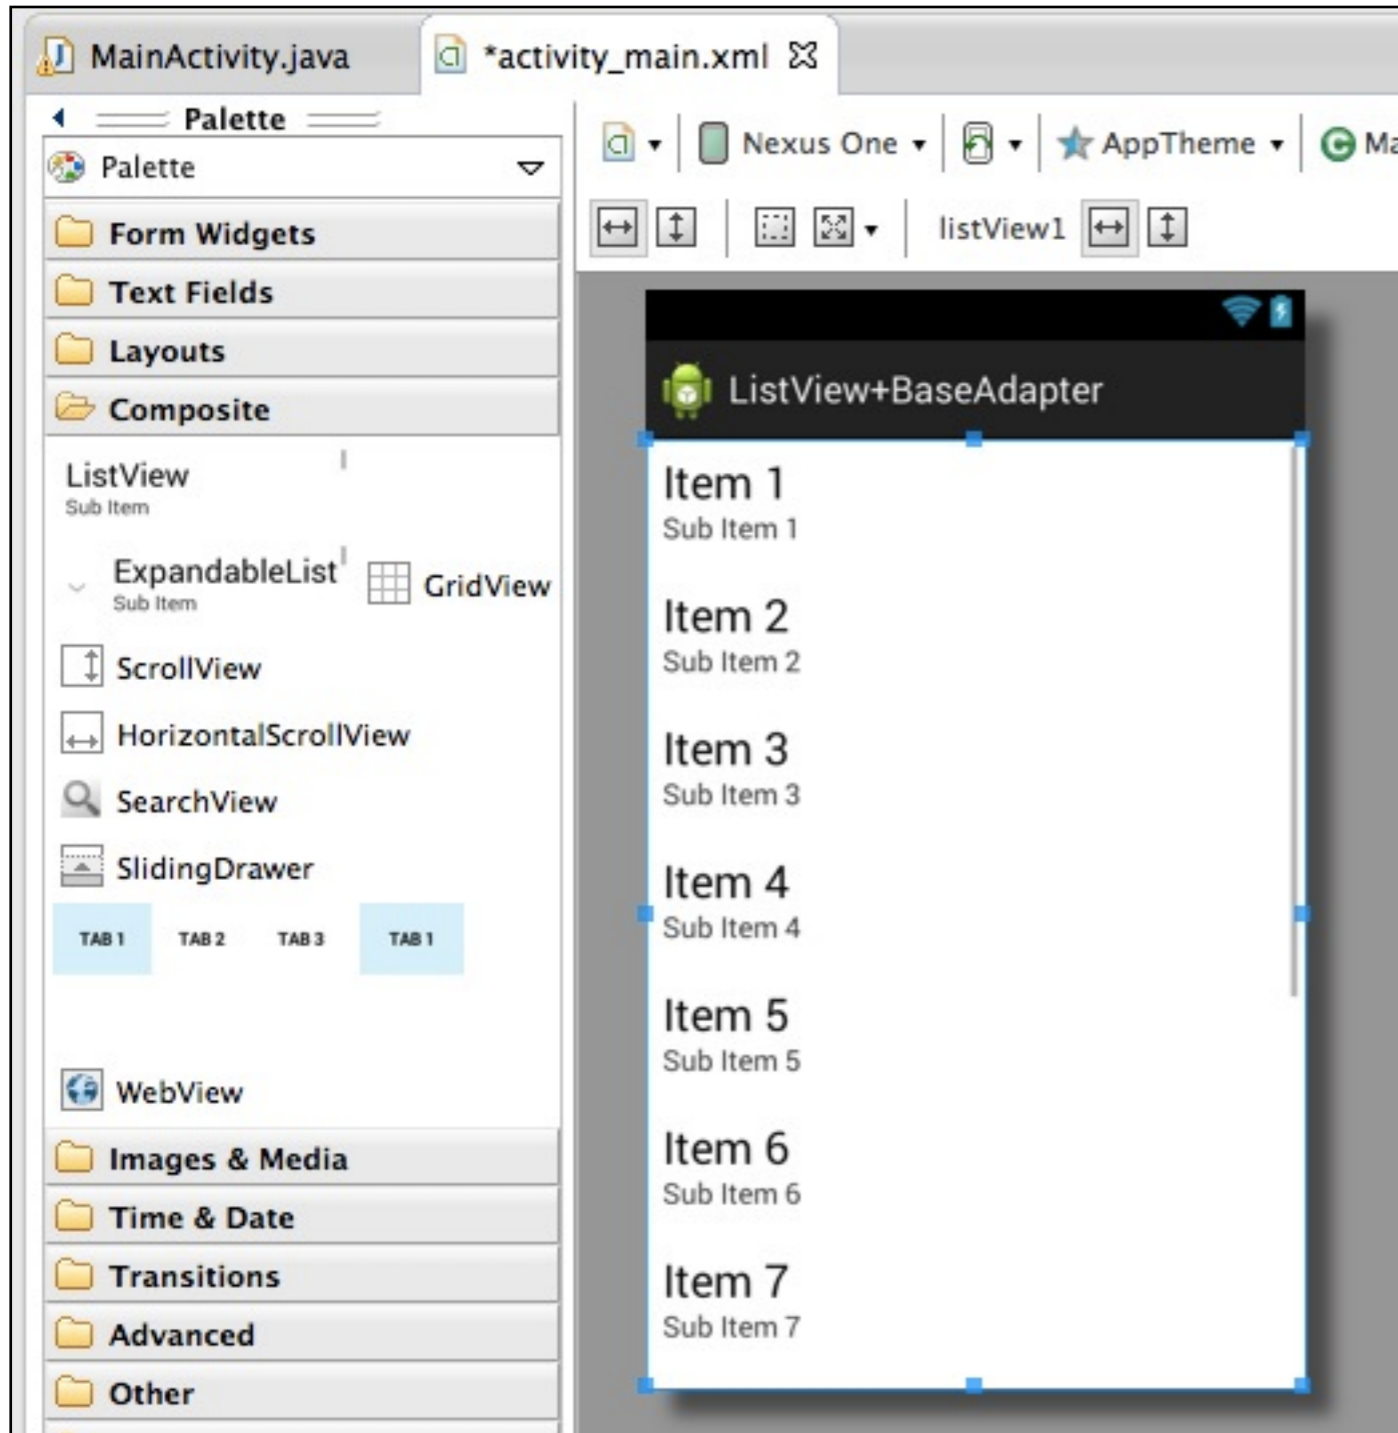 MainActivity.java
*activity_main.xml
Palette
Palette
Form Widgets
Text Fields
Layouts
Composite
ListView
Sub Item
ExpandableList
Sub Item
GridView
ScrollView
HorizontalScrollView
SearchView
SlidingDrawer
TAB 1 TAB 2 TAB 3 TAB 1
WebView
Images & Media
Time & Date
Transitions
Advanced
Other
Nexus One AppTheme Ma
listView1
ListView+BaseAdapter
Item 1
Sub Item 1
Item 2
Sub Item 2
Item 3
Sub Item 3
Item 4
Sub Item 4
Item 5
Sub Item 5
Item 6
Sub Item 6
Item 7
Sub Item 7